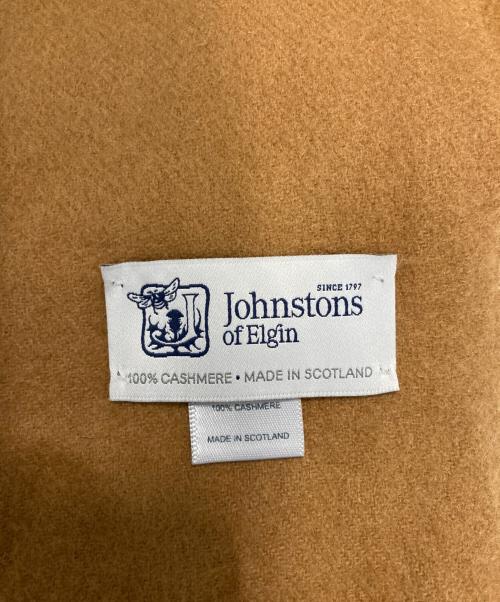 SINCE 1797
Johnstons
of Elgin
100% CASHMERE • MADE IN SCOTLAND
100% CASHMERE
MADE IN SCOTLAND